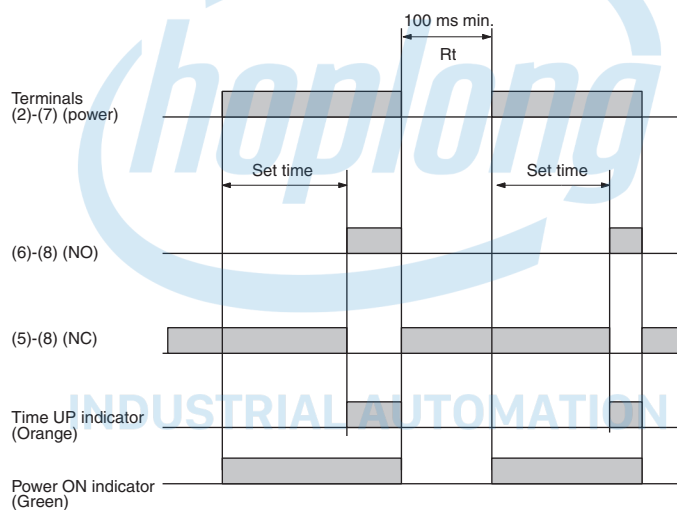 100 ms min.
Rt
Terminals
(2)-(7) (power)
Set time
Set time
(6)-(8) (NO)
(5)-(8) (NC)
Time UP indicator
(Orange)
Power ON indicator
(Green)
hoplong
INDUSTRIAL AUTOMATION